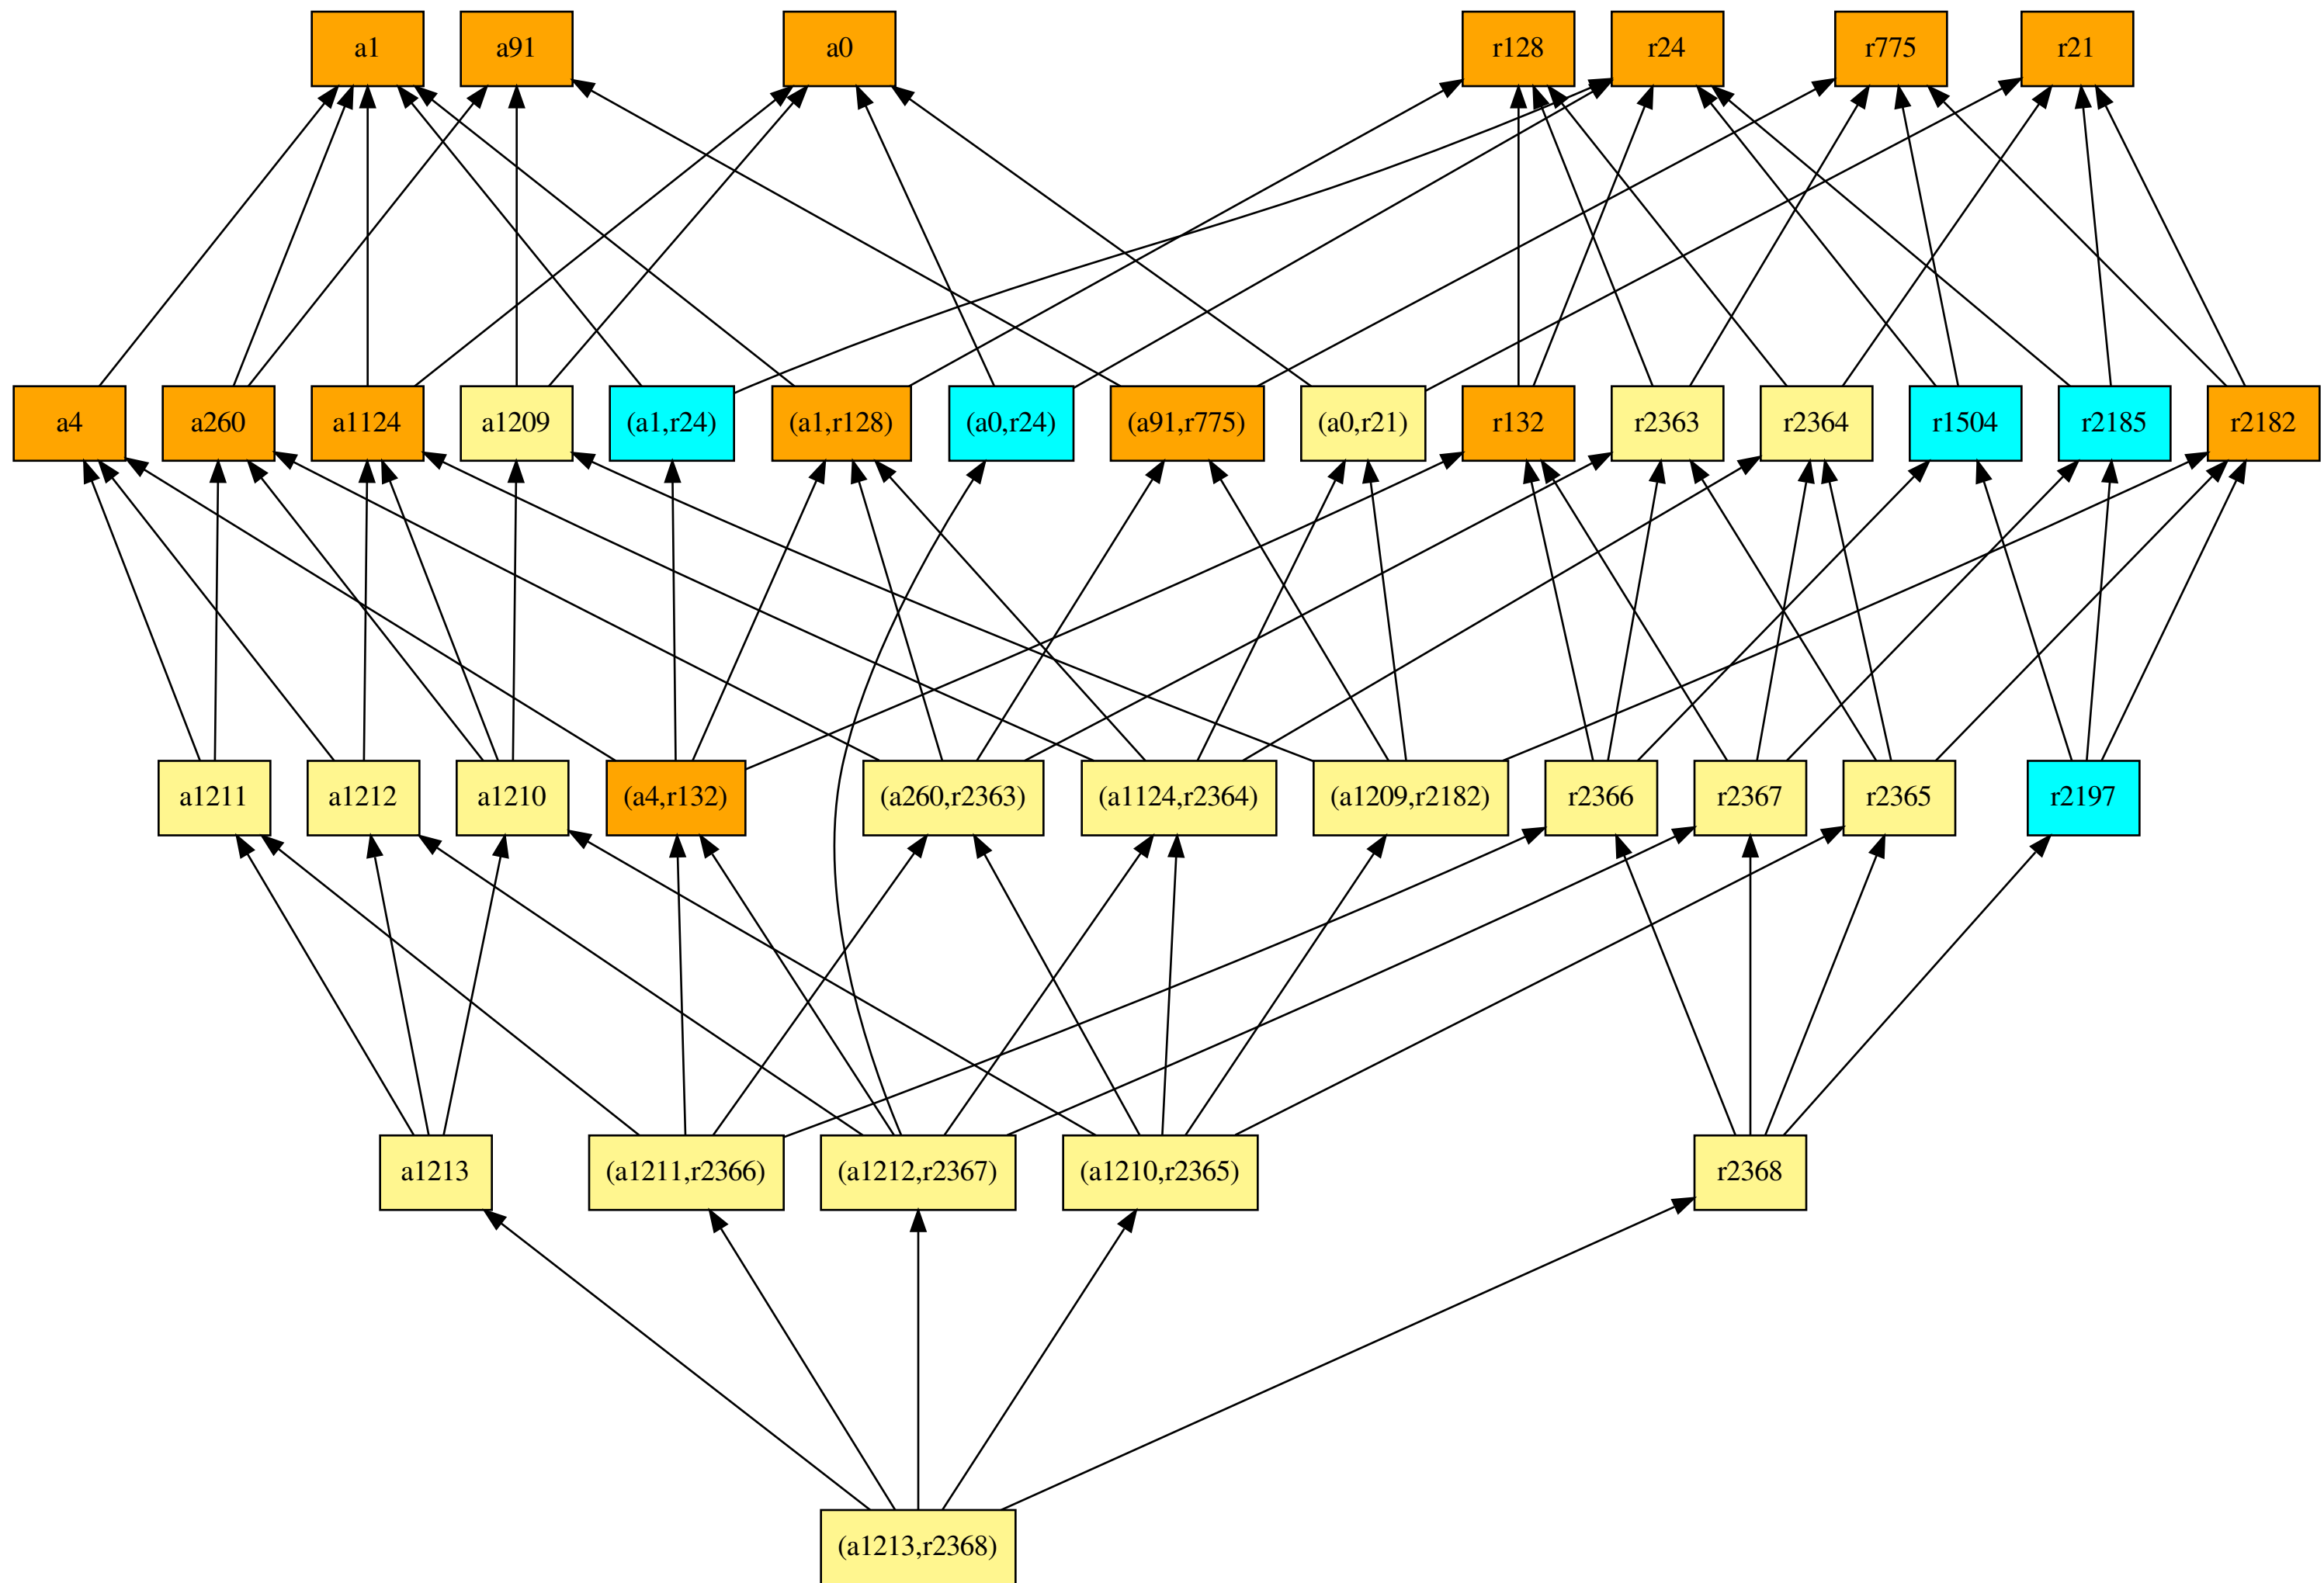 a1
a91
a0
r128
r24
r775
r21
a4
a260
a1124
a1209
(a1,r24)
(a1,r128)
(a0,r24)
(a91,r775)
(a0,r21)
r132
r2363
r2364
r1504
r2185
r2182
a1211
a1212
a1210
(a4,r132)
(a260,r2363)
(a1124,r2364)
(a1209,r2182)
r2366
r2367
r2365
r2197
a1213
(a1211,r2366)
(a1212,r2367)
(a1210,r2365)
r2368
(a1213,r2368)